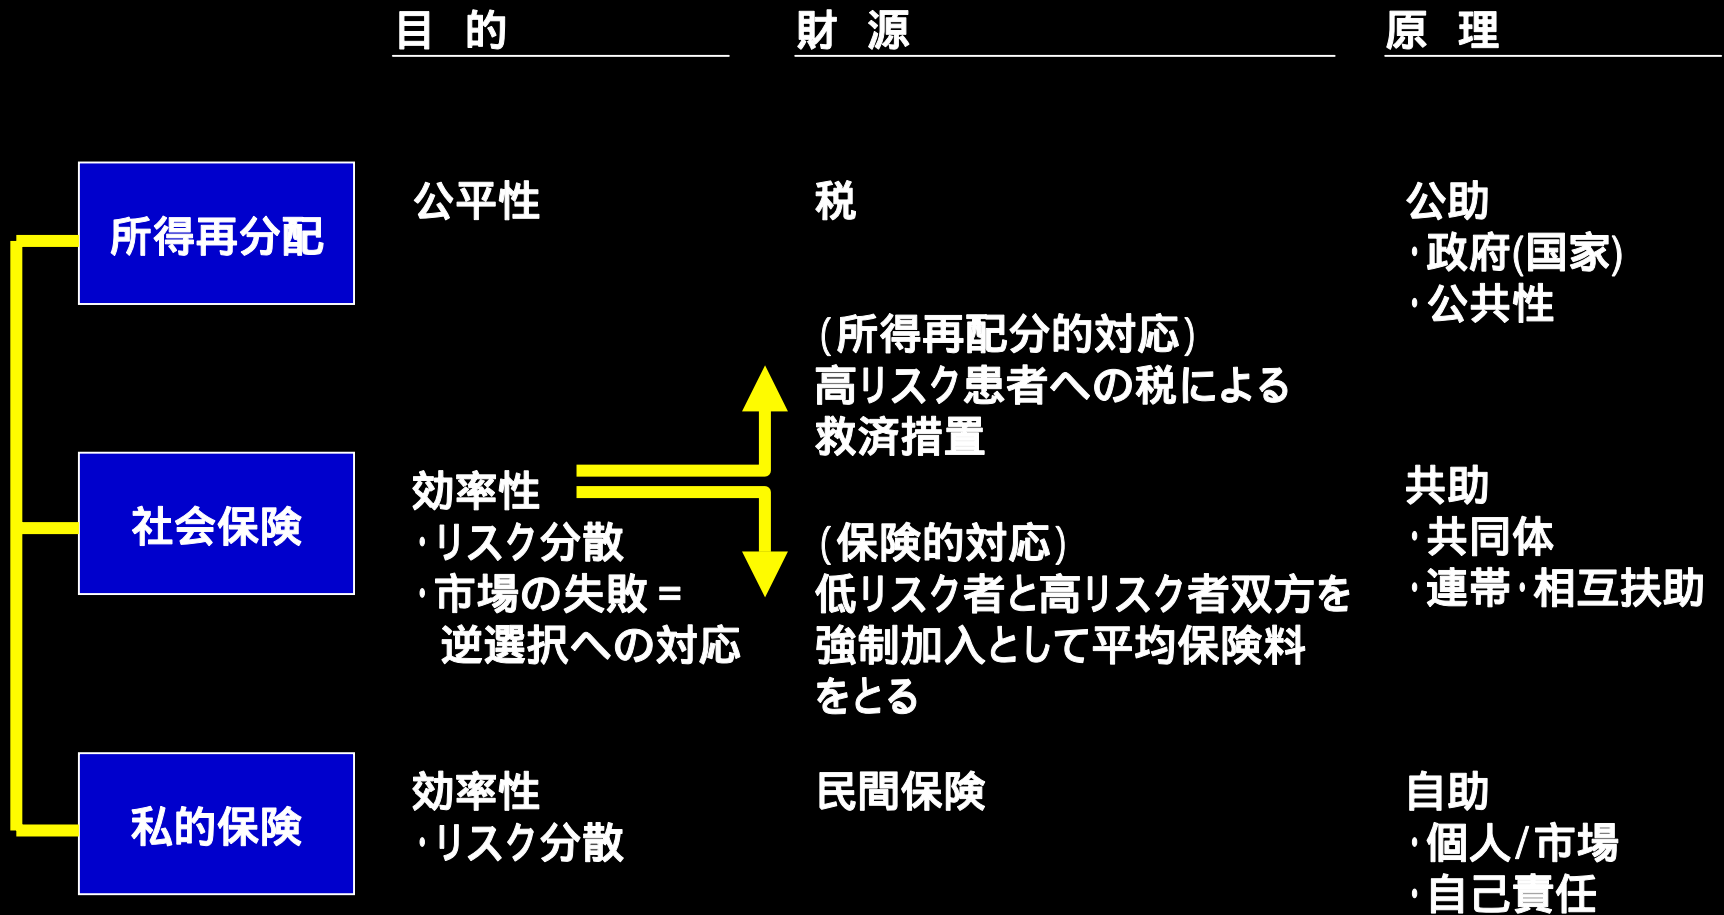 目 的
財 源
原 理
所得再分配
公平性
税
公助
・政府(国家)
・公共性
社会保険
効率性
・リスク分散
・市場の失敗=
逆選択への対応
(所得再配分的対応)
高リスク患者への税による
救済措置
(保険的対応)
低リスク者と高リスク者双方を
強制加入として平均保険料
をとる
共助
・共同体
・連帯・相互扶助
私的保険
効率性
・リスク分散
民間保険
自助
・個人/市場
・自己責任